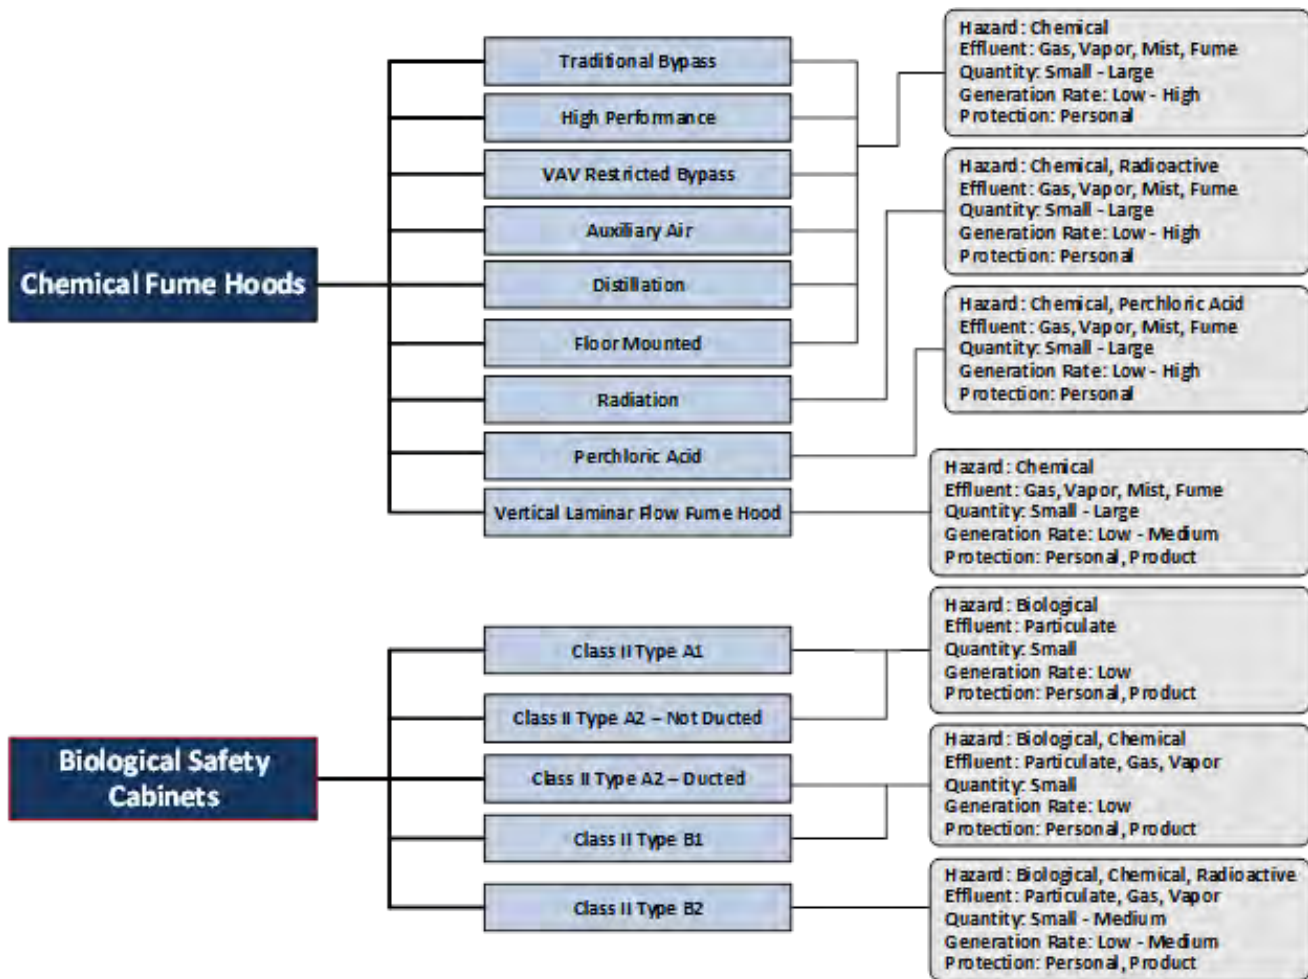 Chemical Fume Hoods
Traditional Bypass
High Performance
VAV Restricted Bypass
Auxiliary Air
Distillation
Floor Mounted
Radiation
Perchloric Acid
Vertical Laminar Flow Fume Hood
Hazard: Chemical
Effluent: Gas, Vapor, Mist, Fume
Quantity: Small - Large
Generation Rate: Low - High
Protection: Personal
Hazard: Chemical, Radioactive
Effluent: Gas, Vapor, Mist, Fume
Quantity: Small - Large
Generation Rate: Low - High
Protection: Personal
Hazard: Chemical, Perchloric Acid
Effluent: Gas, Vapor, Mist, Fume
Quantity: Small - Large
Generation Rate: Low - High
Protection: Personal
Hazard: Chemical
Effluent: Gas, Vapor, Mist, Fume
Quantity: Small - Large
Generation Rate: Low - Medium
Protection: Personal, Product
Biological Safety
Cabinets
Class II Type A1
Class II Type A2 – Not Ducted
Class II Type A2 – Ducted
Class II Type B1
Class II Type B2
Hazard: Biological
Effluent: Particulate
Quantity: Small
Generation Rate: Low
Protection: Personal, Product
Hazard: Biological, Chemical
Effluent: Particulate, Gas, Vapor
Quantity: Small
Generation Rate: Low
Protection: Personal, Product
Hazard: Biological, Chemical, Radioactive
Effluent: Particulate, Gas, Vapor
Quantity: Small - Medium
Generation Rate: Low - Medium
Protection: Personal, Product